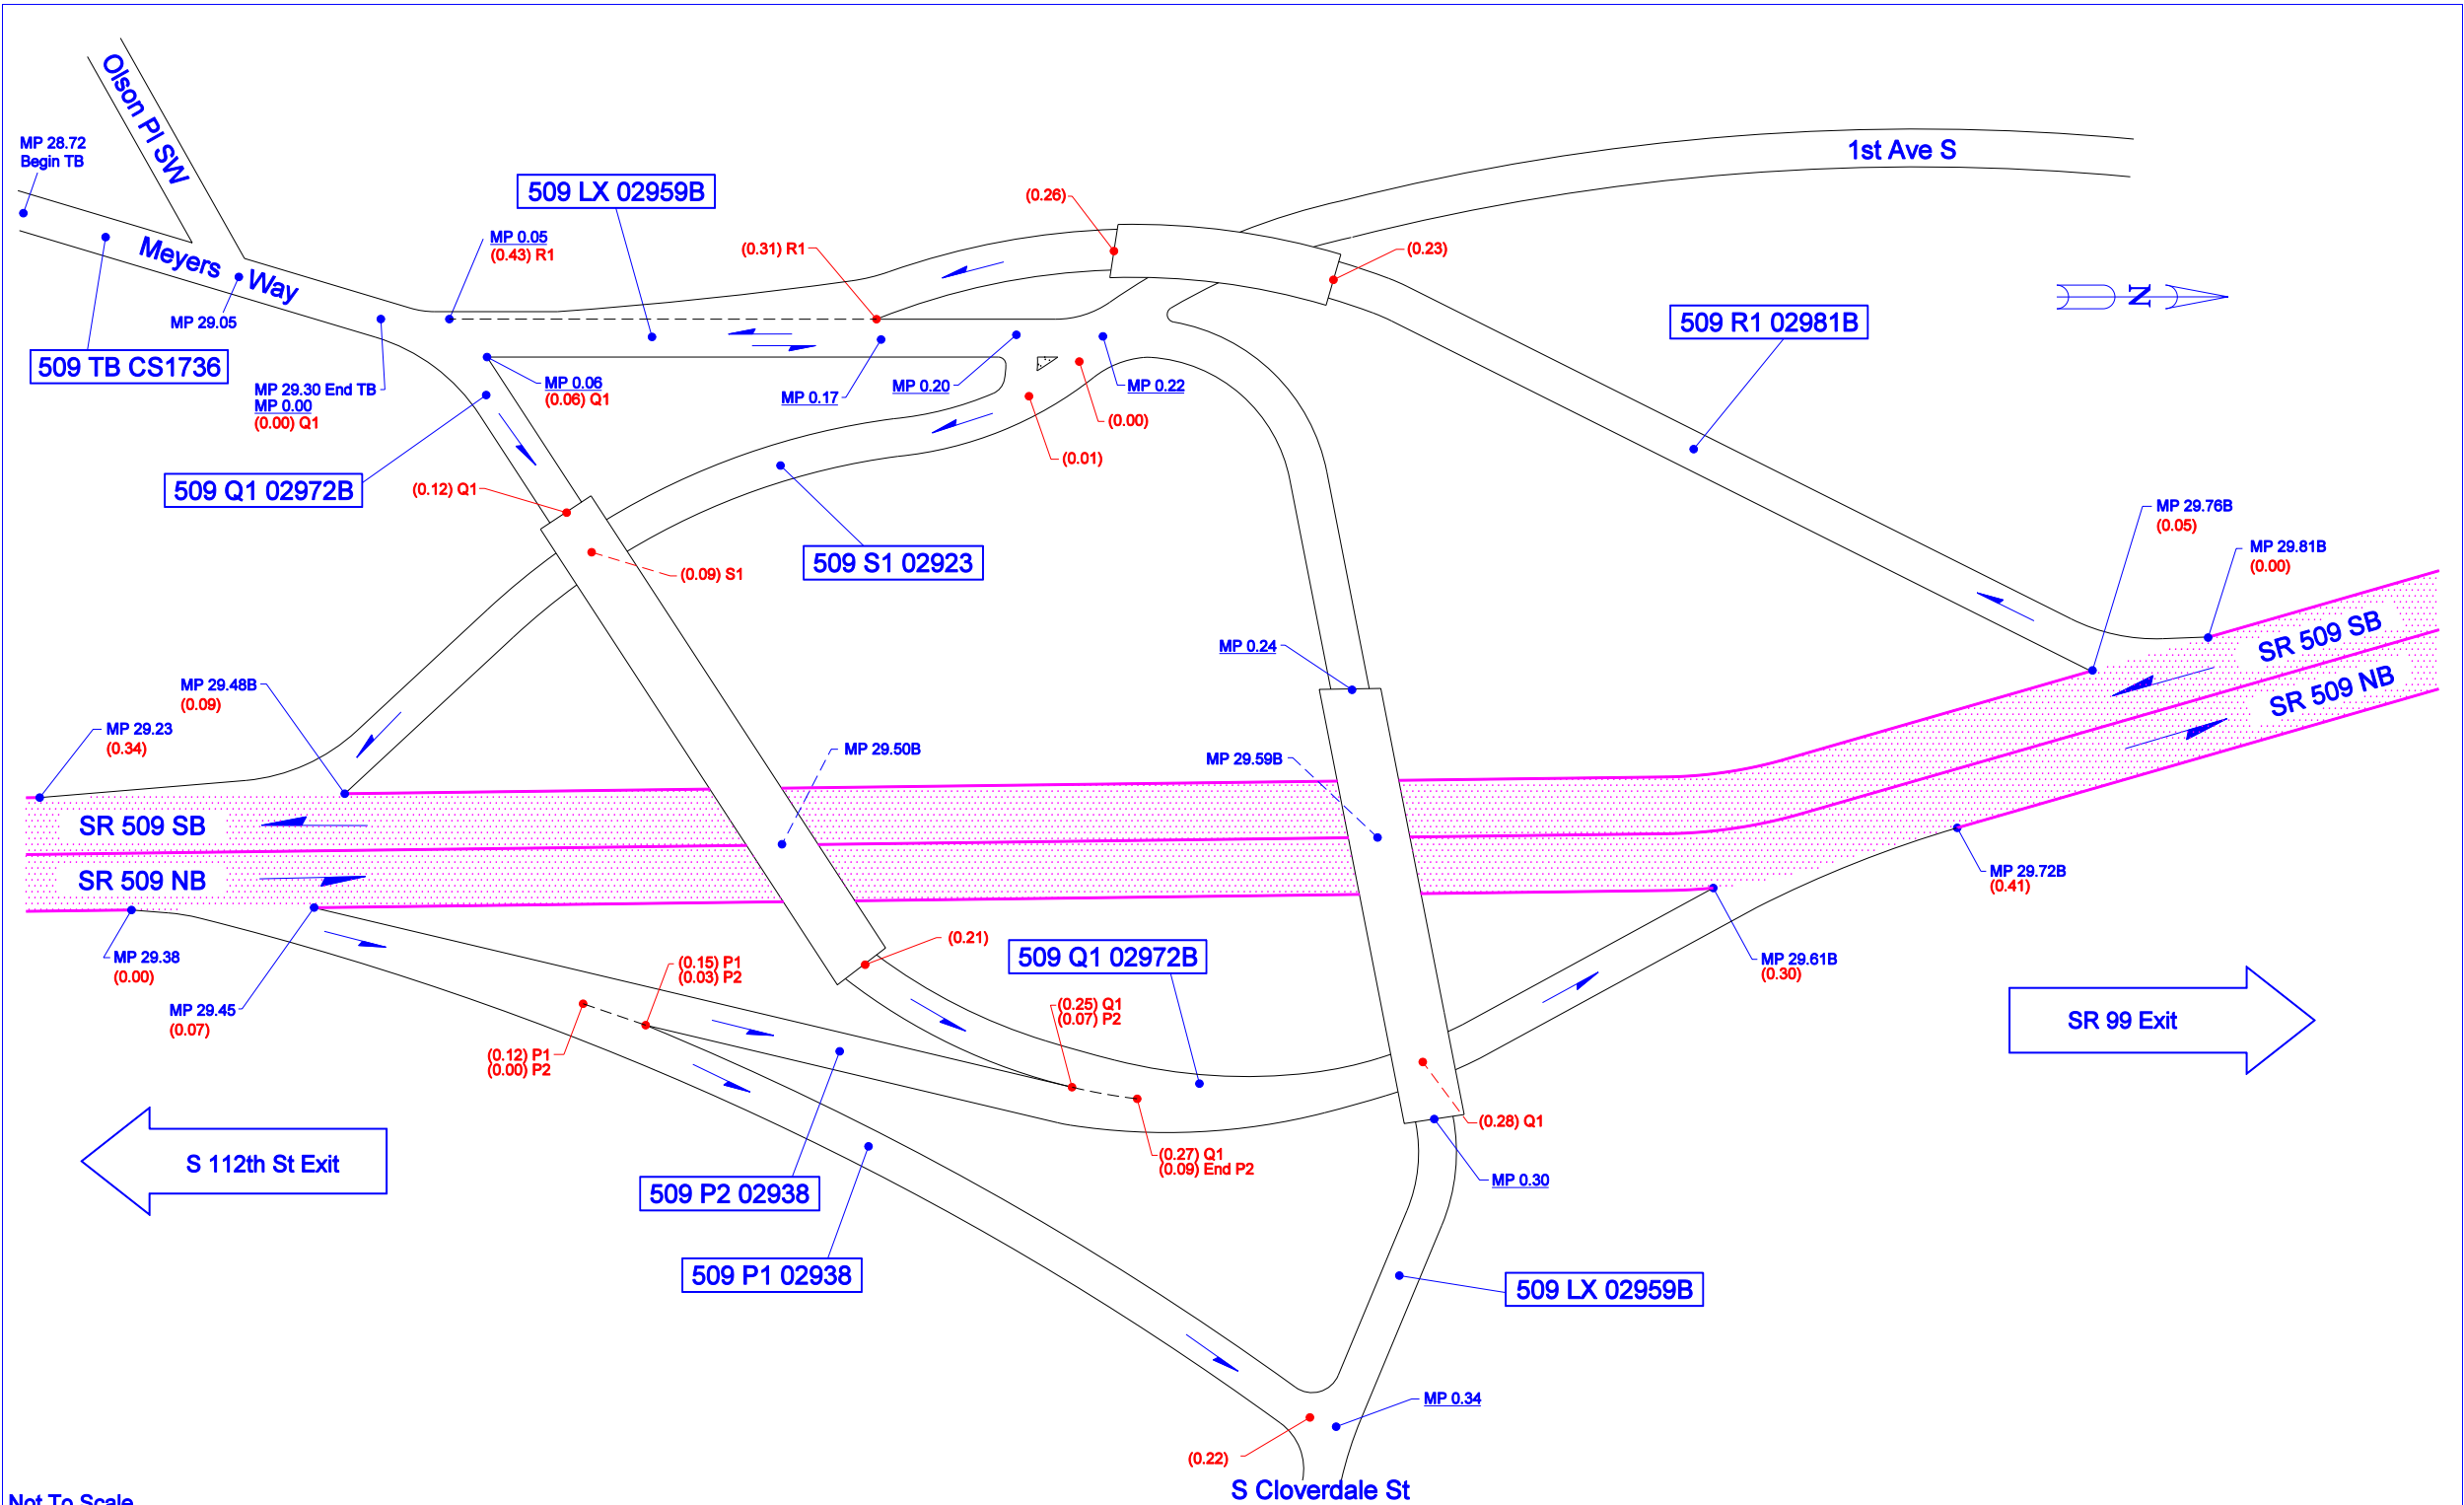 Olson Pl SW
MP 28.72
Begin TB
Meyers Way
MP 29.05
509 TB CS1736
509 LX 02959B
MP 0.05
(0.43) R1
(0.31) R1
(0.26)
(0.23)
1st Ave S
N
509 R1 02981B
MP 29.30 End TB
MP 0.00
(0.00) Q1
MP 0.06
(0.06) Q1
MP 0.17
MP 0.20
MP 0.22
(0.00)
(0.01)
509 Q1 02972B
(0.12) Q1
509 S1 02923
(0.09) S1
MP 29.76B
(0.05)
MP 29.81B
(0.00)
SR 509 SB
SR 509 NB
MP 0.24
MP 29.48B
(0.09)
MP 29.23
(0.34)
MP 29.50B
MP 29.59B
SR 509 SB
SR 509 NB
MP 29.72B
(0.41)
MP 29.38
(0.00)
MP 29.45
(0.07)
(0.21)
509 Q1 02972B
MP 29.61B
(0.30)
(0.15) P1
(0.03) P2
(0.25) Q1
(0.07) P2
(0.12) P1
(0.00) P2
SR 99 Exit
(0.28) Q1
(0.27) Q1
(0.09) End P2
S 112th St Exit
509 P2 02938
MP 0.30
509 P1 02938
509 LX 02959B
MP 0.34
(0.22)
S Cloverdale St
Not To Scale